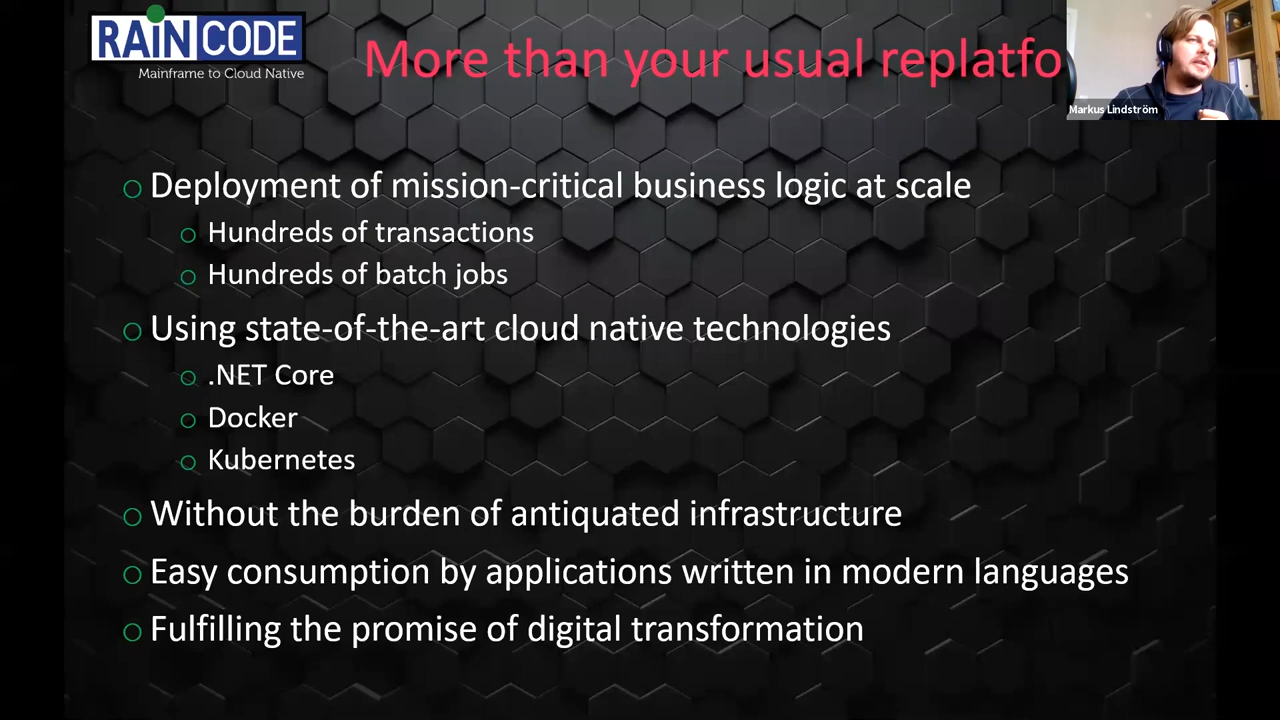 RAINCODE
Mainframe to Cloud Native
More than your usual replatfo
Markus Lindström
Deployment of mission-critical business logic at scale
Hundreds of transactions
Hundreds of batch jobs
Using state-of-the-art cloud native technologies
.NET Core
Docker
Kubernetes
Without the burden of antiquated infrastructure
Easy consumption by applications written in modern languages
Fulfilling the promise of digital transformation